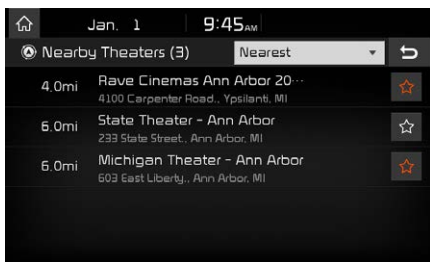 Jan. 1 9:45AM
Nearby Theaters (3) Nearest
4.0mi Rave Cinemas Ann Arbor 20...
4100 Carpenter Road., Ypsilanti, MI
6.0mi State Theater - Ann Arbor
233 State Street., Ann Arbor, MI
6.0mi Michigan Theater - Ann Arbor
603 East Liberty., Ann Arbor, MI